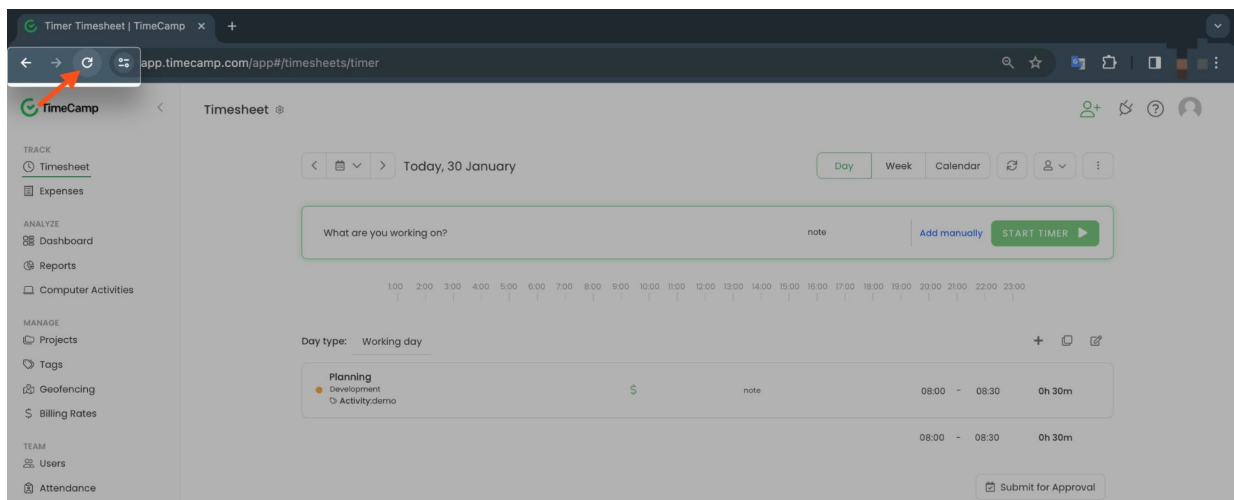 Timer Timesheet | TimeCamp
app.timecamp.com/app#/timesheets/timer
TimeCamp
Timesheet
TRACK
Timesheet
Expenses
ANALYZE
Dashboard
Reports
Computer Activities
MANAGE
Projects
Tags
Geofencing
$ Billing Rates
TEAM
Users
Attendance
Today, 30 January
Day Week Calendar
What are you working on? note Add manually START TIMER
1:00 2:00 3:00 4:00 5:00 6:00 7:00 8:00 9:00 10:00 11:00 12:00 13:00 14:00 15:00 16:00 17:00 18:00 19:00 20:00 21:00 22:00 23:00
Day type: Working day
Planning
Development
Activity:demo
$ note 08:00 - 08:30 0h 30m
08:00 - 08:30 0h 30m
Submit for Approval